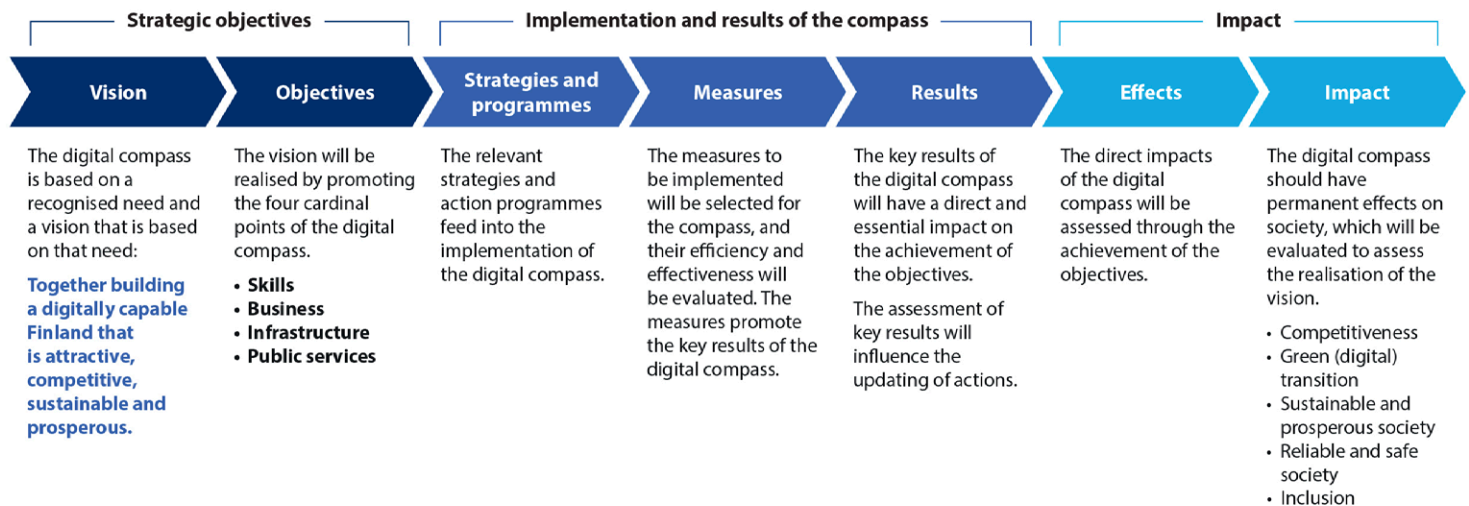 Strategic objectives
Implementation and results of the compass
Impact
Vision
Objectives
Strategies and
programmes
Measures
Results
Effects
Impact
The digital compass
is based on a
recognised need and
a vision that is based
on that need:
Together building
a digitally capable
Finland that
is attractive,
competitive,
sustainable and
prosperous.
The vision will be
realised by promoting
the four cardinal
points of the digital
compass.
• Skills
• Business
• Infrastructure
• Public services
The relevant
strategies and
action programmes
feed into the
implementation of
the digital compass.
The measures to
be implemented
will be selected for
the compass, and
their efficiency and
effectiveness will
be evaluated. The
measures promote
the key results of the
digital compass.
The key results of
the digital compass
will have a direct and
essential impact on
the achievement of
the objectives.
The assessment of
key results will
influence the
updating of actions.
The direct impacts
of the digital
compass will be
assessed through the
achievement of the
objectives.
The digital compass
should have
permanent effects on
society, which will be
evaluated to assess
the realisation of the
vision.
• Competitiveness
• Green (digital)
transition
• Sustainable and
prosperous society
• Reliable and safe
society
• Inclusion